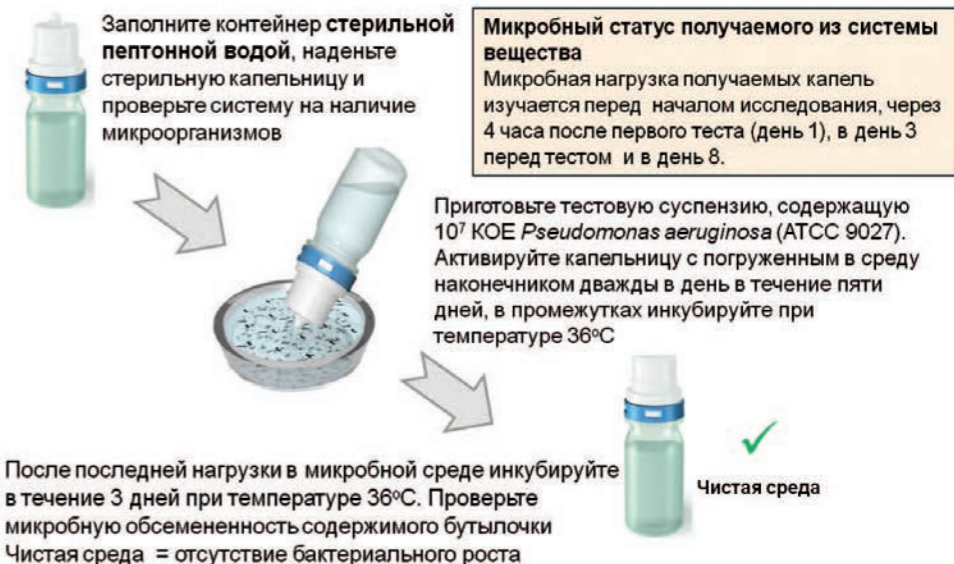 Заполните контейнер стерильной
пептонной водой, наденьте
стерильную капельницу и
проверьте систему на наличие
микроорганизмов
Микробный статус получаемого из системы
вещества
Микробная нагрузка получаемых капель
изучается перед началом исследования, через
4 часа после первого теста (день 1), в день 3
перед тестом и в день 8.
Приготовьте тестовую суспензию, содержащую
10⁷ КОЕ Pseudomonas aeruginosa (ATCC 9027).
Активируйте капельницу с погруженным в среду
наконечником дважды в день в течение пяти
дней, в промежутках инкубируйте при
температуре 36ºС
После последней нагрузки в микробной среде инкубируйте
в течение 3 дней при температуре 36ºС. Проверьте
микробную обсемененность содержимого бутылочки
Чистая среда = отсутствие бактериального роста
Чистая среда